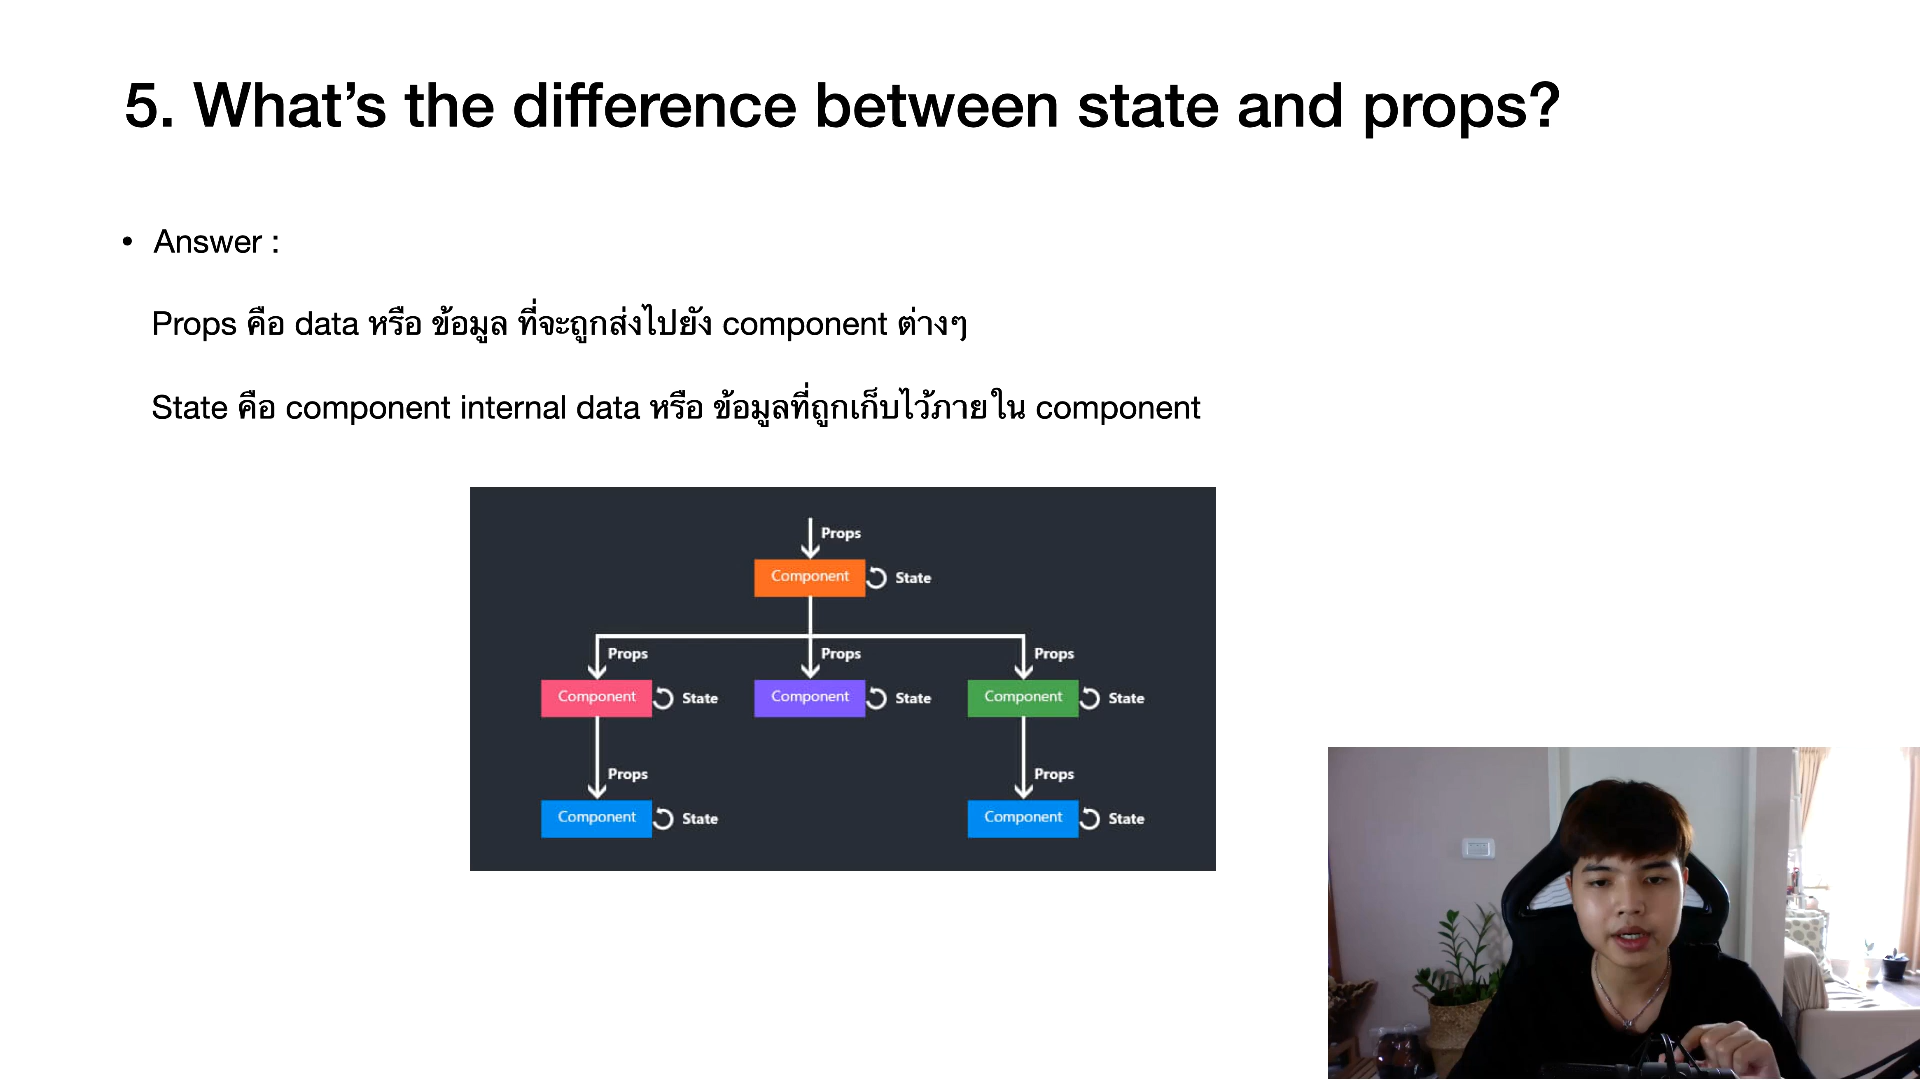 5. What’s the difference between state and props?
• Answer :
Props คือ data หรือ ข้อมูล ที่จะถูกส่งไปยัง component ต่างๆ
State คือ component internal data หรือ ข้อมูลที่ถูกเก็บไว้ภายใน component
Props
Component State
Props Props Props
Component State Component State Component State
Props Props
Component State Component State